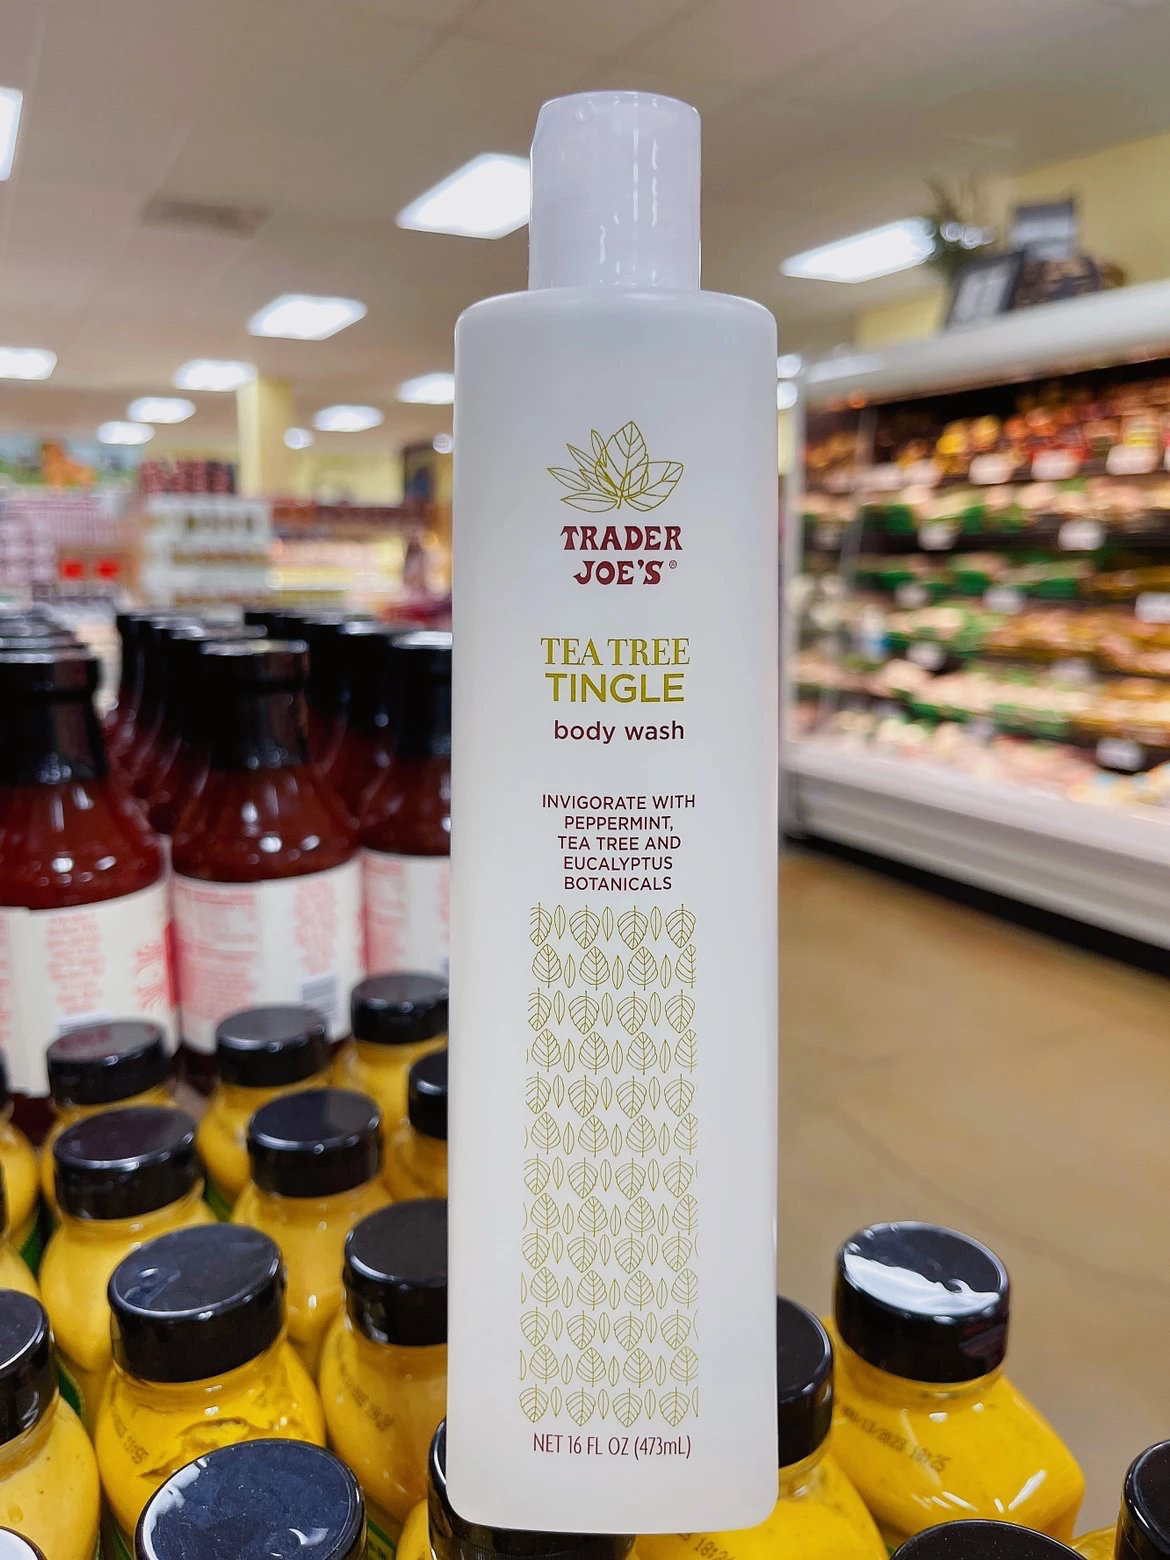 TRADER
JOE'S®
TEA TREE
TINGLE
body wash
INVIGORATE WITH
PEPPERMINT,
TEA TREE AND
EUCALYPTUS
BOTANICALS
NET 16 FL OZ (473mL)